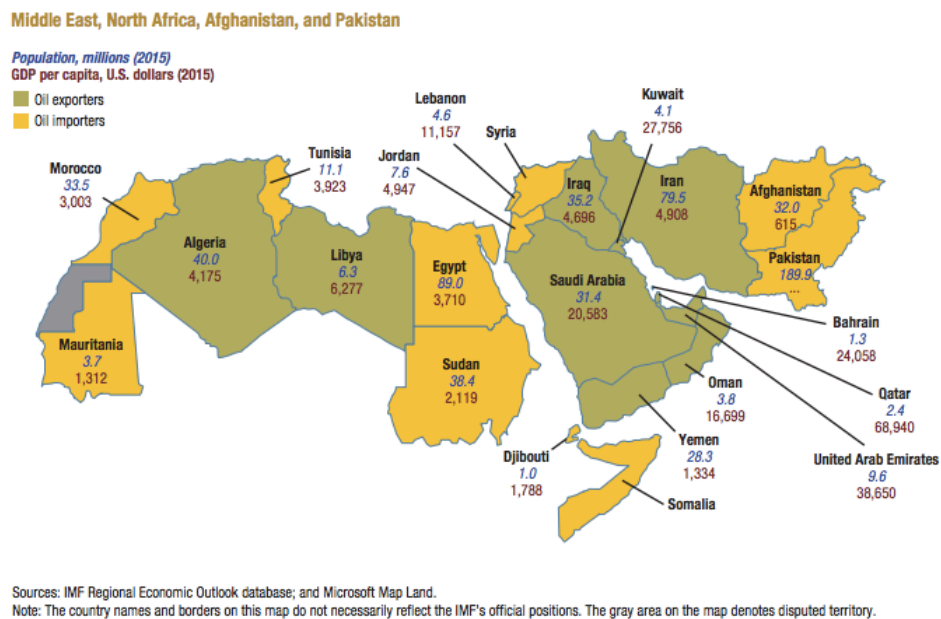 Middle East, North Africa, Afghanistan, and Pakistan
Population, millions (2015)
GDP per capita, U.S. dollars (2015)
Oil exporters
Oil importers
Morocco
33.5
3,003
Tunisia
11.1
3,923
Jordan
7.6
4,947
Lebanon
4.6
11,157
Syria
Kuwait
4.1
27,756
Iraq
35.2
4,696
Iran
79.5
4,908
Afghanistan
32.0
615
Pakistan
189.9
...
Algeria
40.0
4,175
Libya
6.3
6,277
Egypt
89.0
3,710
Saudi Arabia
31.4
20,583
Mauritania
3.7
1,312
Sudan
38.4
2,119
Bahrain
1.3
24,058
Oman
3.8
16,699
Qatar
2.4
68,940
Yemen
28.3
1,334
United Arab Emirates
9.6
38,650
Djibouti
1.0
1,788
Somalia
Sources: IMF Regional Economic Outlook database; and Microsoft Map Land.
Note: The country names and borders on this map do not necessarily reflect the IMF's official positions. The gray area on the map denotes disputed territory.